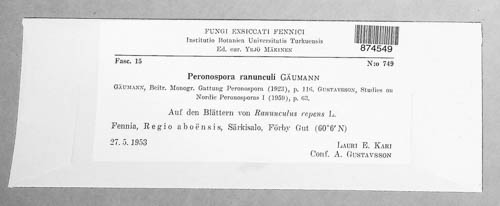 FUNGI EXSICCATI FENNICI
Instituto Botanico Universitatis Turkuensis
Ed. cur. YRJÖ MÄKINEN
874549
Fasc. 15
N:o 749
Peronospora ranunculi GÄUMANN
GÄUMANN, Beitr. Monogr. Gattung Peronospora (1923), p. 116, GUSTAVSSON, Studies on
Nordic Peronosporas I (1959), p. 63.
Auf den Blättern von Ranunculus repens L.
Fennia, Regio aboënsis, Särkisalo, Förby Gut (60°6'N)
27. 5. 1953
LAURI E. KARI
Conf. A. GUSTAVSSON